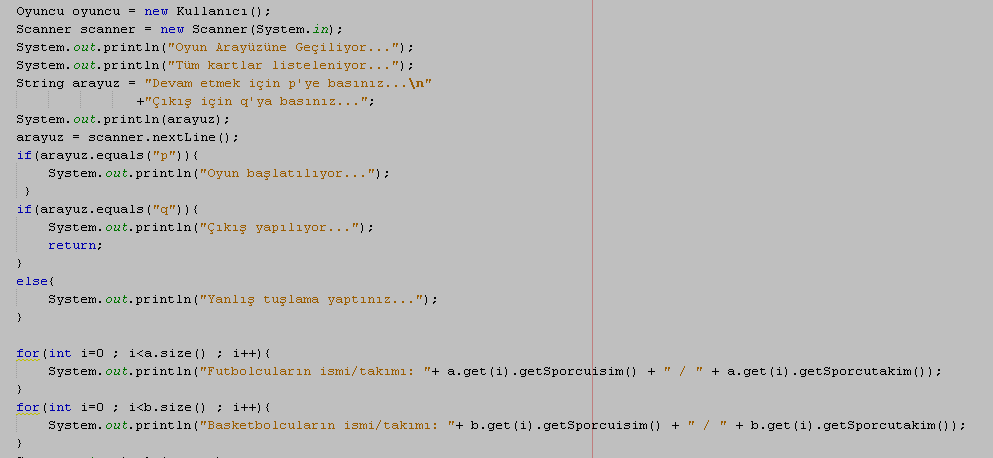 Oyuncu oyuncu = new Kullanıcı();
Scanner scanner = new Scanner(System.in);
System.out.println("Oyun Arayüzüne Geçiliyor...");
System.out.println("Tüm kartlar listeleniyor...");
String arayuz = "Devam etmek için p'ye basınız...\n"
+"Çıkış için q'ya basınız...";
System.out.println(arayuz);
arayuz = scanner.nextLine();
if(arayuz.equals("p")){
System.out.println("Oyun başlatılıyor...");
}
if(arayuz.equals("q")){
System.out.println("Çıkış yapılıyor...");
return;
}
else{
System.out.println("Yanlış tuşlama yaptınız...");
}
for(int i=0 ; i<a.size() ; i++){
System.out.println("Futbolcuların ismi/takımı: "+ a.get(i).getSporcuisim() + " / " + a.get(i).getSporcutakim());
}
for(int i=0 ; i<b.size() ; i++){
System.out.println("Basketbolcuların ismi/takımı: "+ b.get(i).getSporcuisim() + " / " + b.get(i).getSporcutakim());
}